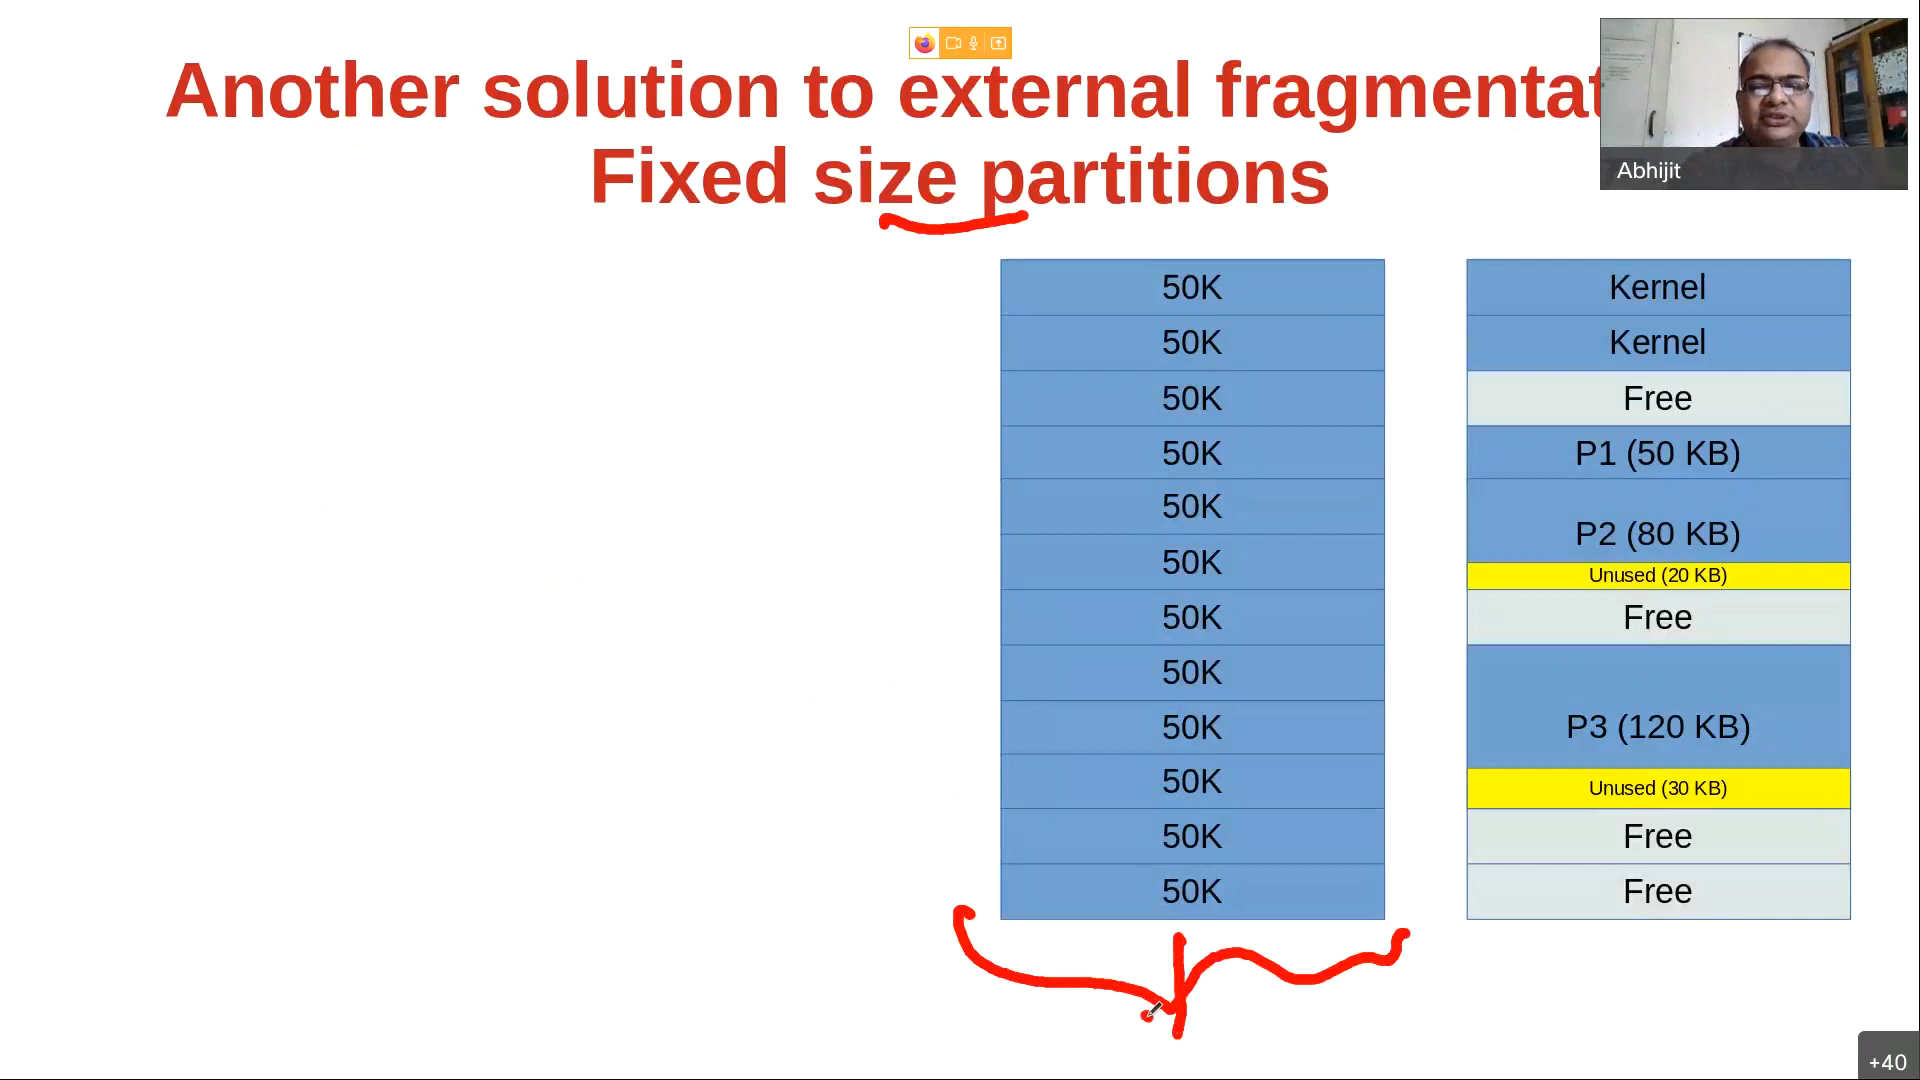 Another solution to external fragmentat
Fixed size partitions
Abhijit
50K
50K
50K
50K
50K
50K
50K
50K
50K
50K
50K
50K
Kernel
Kernel
Free
P1 (50 KB)
P2 (80 KB)
Unused (20 KB)
Free
P3 (120 KB)
Unused (30 KB)
Free
Free
+40